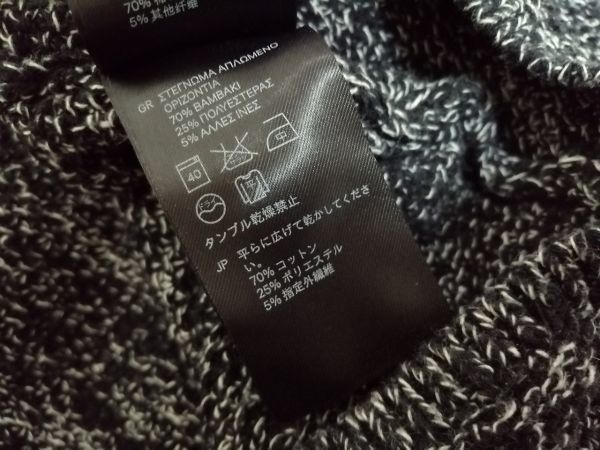 70% 棉
5% 其他纤维
GR ΣΤΕΓΝΩΜΑ ΑΠΛΩΜΕΝΟ
ΟΡΙΖΟΝΤΙΑ
70% ΒΑΜΒΑΚΙ
25% ΠΟΛΥΕΣΤΕΡΑΣ
5% ΑΛΛΕΣ ΙΝΕΣ
40
平
タンブル乾燥禁止
JP 平らに広げて乾かしてくださ
い。
70% コットン
25% ポリエステル
5% 指定外繊維